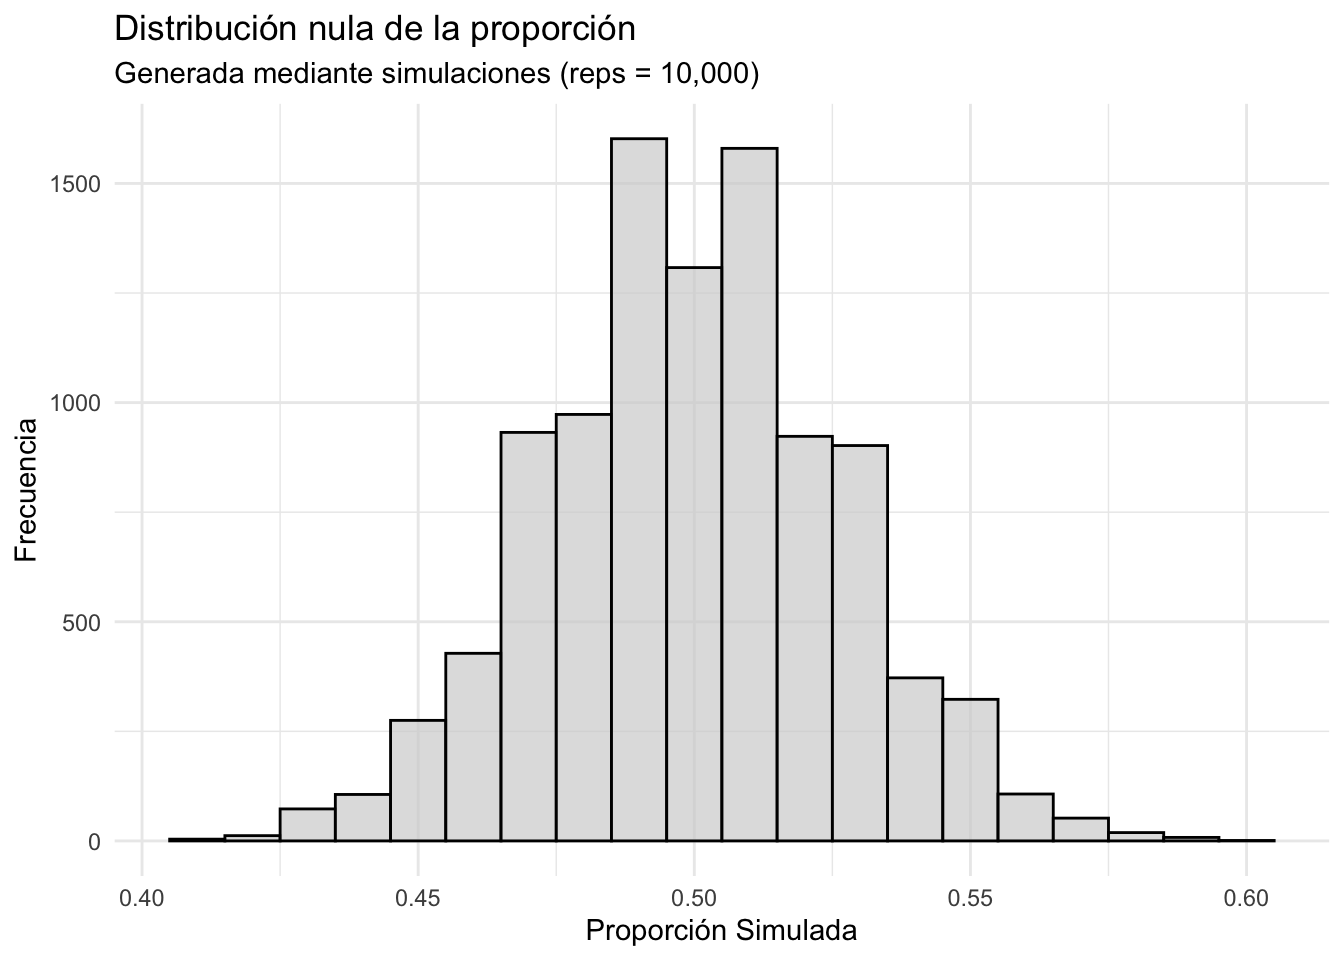 Distribución nula de la proporción
Generada mediante simulaciones (reps = 10,000)
Frecuencia
1500
1000
500
0
0.40 0.45 0.50 0.55 0.60
Proporción Simulada